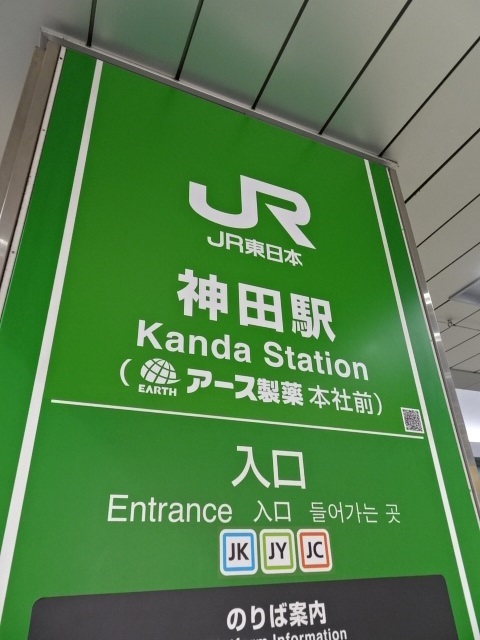 JR
JR東日本
神田駅
Kanda Station
(EARTH アース製薬 本社前)
入口
Entrance 入口 들어가는 곳
JK JY JC
のりば案内
Platform Information